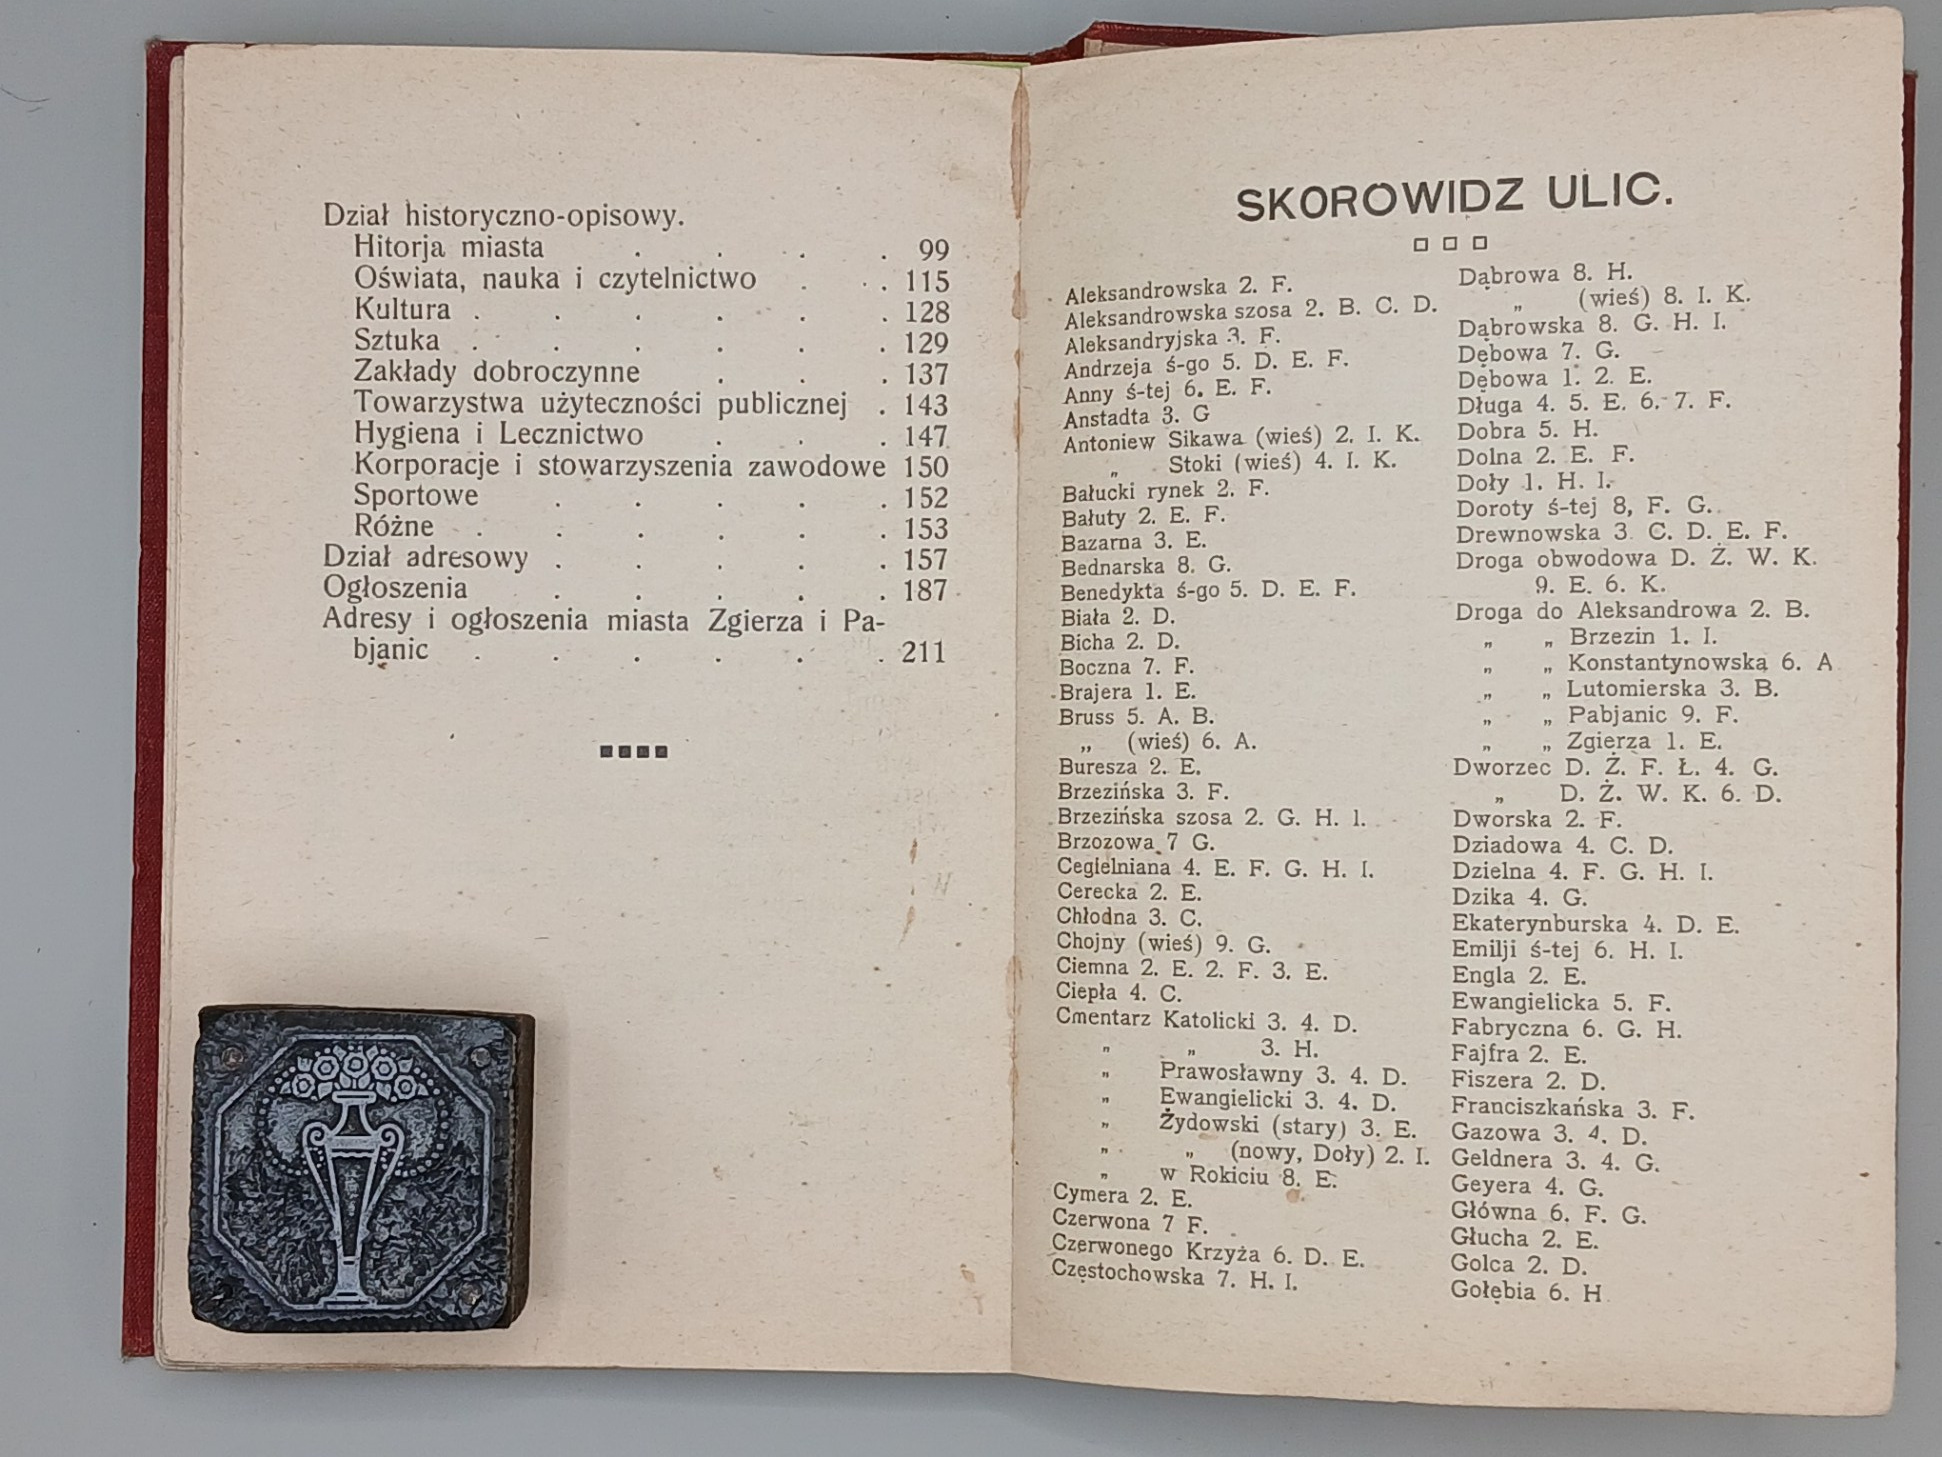 Dział historyczno-opisowy.
Hitorja miasta . . . . 99
Oświata, nauka i czytelnictwo . . . 115
Kultura . . . . . . 128
Sztuka . . . . . . 129
Zakłady dobroczynne . . . 137
Towarzystwa użyteczności publicznej . 143
Hygiena i Lecznictwo . . . 147
Korporacje i stowarzyszenia zawodowe 150
Sportowe . . . . . 152
Różne . . . . . . 153
Dział adresowy . . . . . 157
Ogłoszenia . . . . . 187
Adresy i ogłoszenia miasta Zgierza i Pa-
bjanic . . . . . . 211
SKOROWIDZ ULIC.
Aleksandrowska 2. F.
Aleksandrowska szosa 2. B. C. D.
Aleksandryjska 3. F.
Andrzeja ś-go 5. D. E. F.
Anny ś-tej 6. E. F.
Anstadta 3. G
Antoniew Sikawa (wieś) 2. I. K.
„ Stoki (wieś) 4. I. K.
Bałucki rynek 2. F.
Bałuty 2. E. F.
Bazarna 3. E.
Bednarska 8. G.
Benedykta ś-go 5. D. E. F.
Biała 2. D.
Bicha 2. D.
Boczna 7. F.
Brajera 1. E.
Bruss 5. A. B.
„ (wieś) 6. A.
Buresza 2. E.
Brzezińska 3. F.
Brzezińska szosa 2. G. H. l.
Brzozowa 7 G.
Cegielniana 4. E. F. G. H. I.
Cerecka 2. E.
Chłodna 3. C.
Chojny (wieś) 9. G.
Ciemna 2. E. 2. F. 3. E.
Ciepła 4. C.
Cmentarz Katolicki 3. 4. D.
„ „ 3. H.
„ Prawosławny 3. 4. D.
„ Ewangielicki 3. 4. D.
„ Żydowski (stary) 3. E.
„ „ (nowy, Doły) 2. I.
„ w Rokiciu 8. E.
Cymera 2. E.
Czerwona 7 F.
Czerwonego Krzyża 6. D. E.
Częstochowska 7. H. I.
Dąbrowa 8. H.
„ (wieś) 8. I. K.
Dąbrowska 8. G. H. I.
Dębowa 7. G.
Dębowa 1. 2. E.
Długa 4. 5. E. 6. 7. F.
Dobra 5. H.
Dolna 2. E. F.
Doły 1. H. I.
Doroty ś-tej 8, F. G.
Drewnowska 3. C. D. E. F.
Droga obwodowa D. Ż. W. K.
9. E. 6. K.
Droga do Aleksandrowa 2. B.
„ „ Brzezin 1. I.
„ „ Konstantynowską 6. A
„ „ Lutomierska 3. B.
„ „ Pabjanic 9. F.
„ „ Zgierza 1. E.
Dworzec D. Ż. F. Ł. 4. G.
„ D. Ż. W. K. 6. D.
Dworska 2. F.
Dziadowa 4. C. D.
Dzielna 4. F. G. H. I.
Dzika 4. G.
Ekaterynburska 4. D. E.
Emilji ś-tej 6. H. I.
Engla 2. E.
Ewangielicka 5. F.
Fabryczna 6. G. H.
Fajfra 2. E.
Fiszera 2. D.
Franciszkańska 3. F.
Gazowa 3. 4. D.
Geldnera 3. 4. G.
Geyera 4. G.
Główna 6. F. G.
Głucha 2. E.
Golca 2. D.
Gołębia 6. H